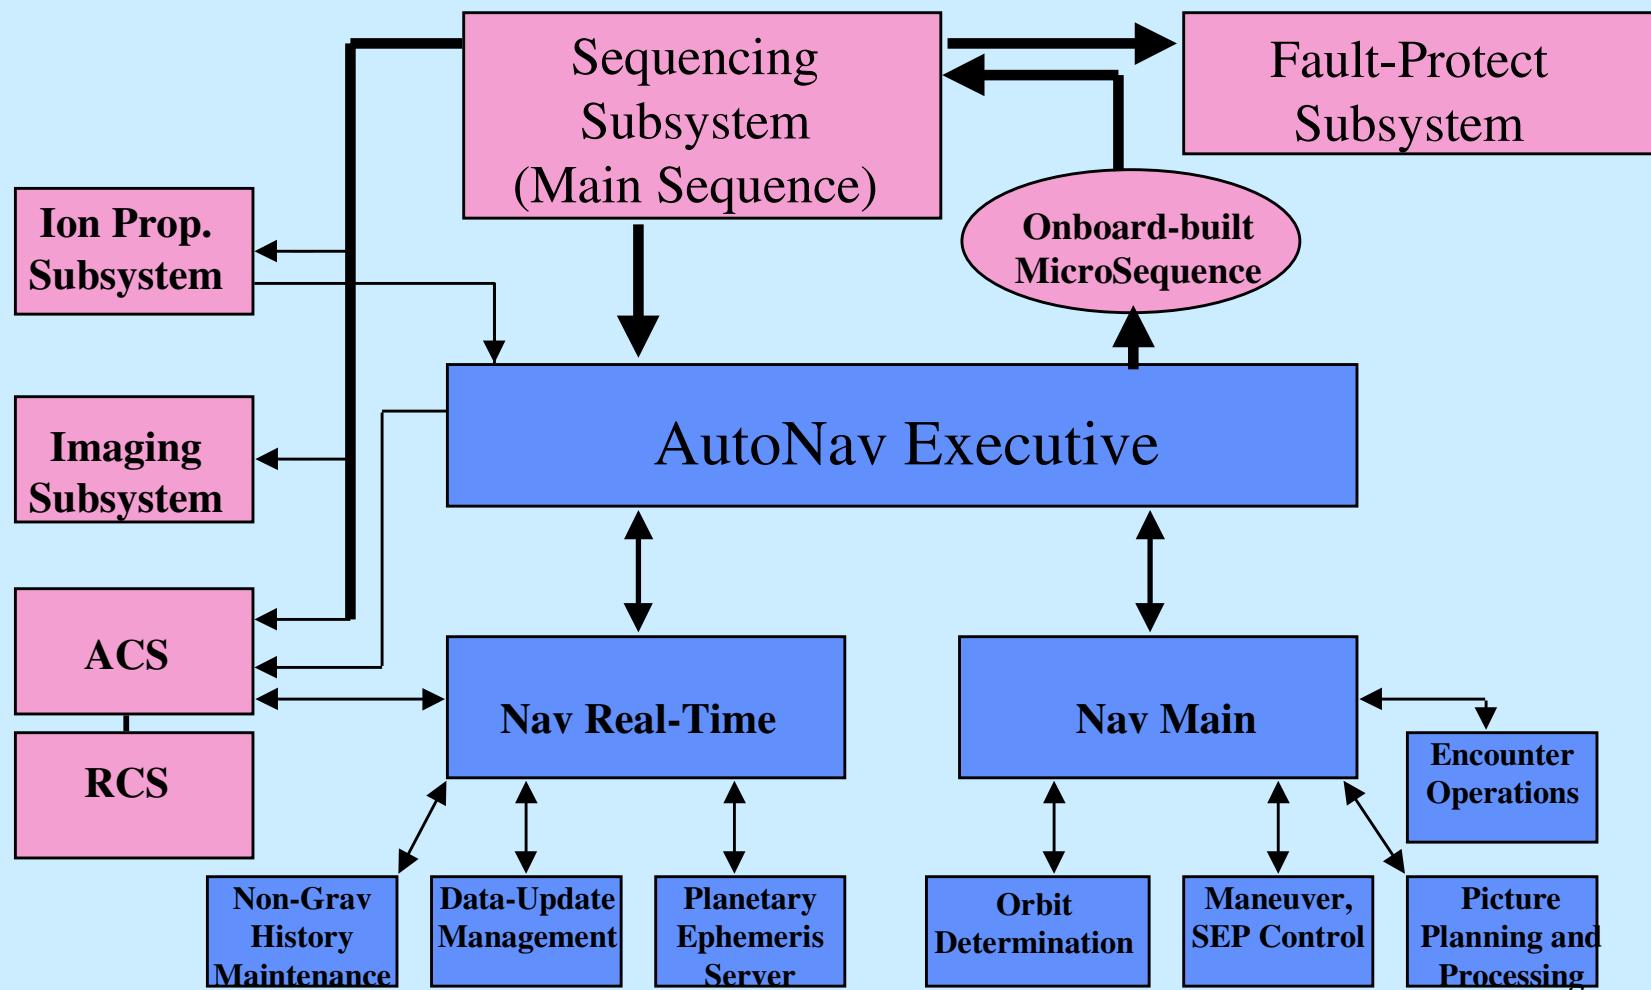 Sequencing
Subsystem
(Main Sequence)
Fault-Protect
Subsystem
Ion Prop.
Subsystem
Onboard-built
MicroSequence
Imaging
Subsystem
AutoNav Executive
ACS
RCS
Nav Real-Time
Nav Main
Encounter
Operations
Non-Grav
History
Maintenance
Data-Update
Management
Planetary
Ephemeris
Server
Orbit
Determination
Maneuver,
SEP Control
Picture
Planning and
Processing